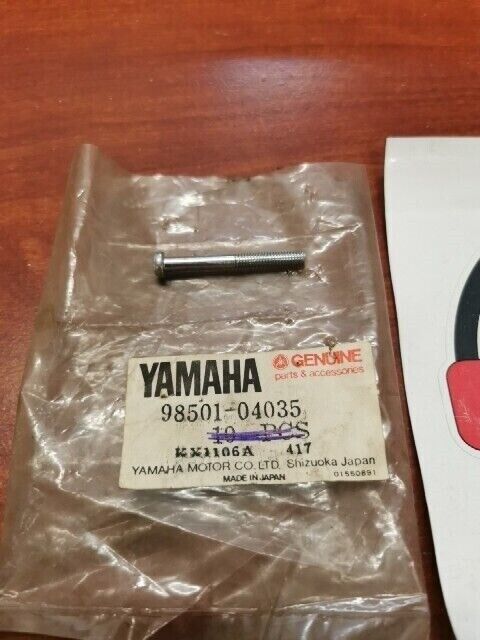 YAMAHA GENUINE
parts & accessories
98501-04035
10 PCS
KX1106A 417
YAMAHA MOTOR CO.LTD. Shizuoka Japan
MADE IN JAPAN 01550891